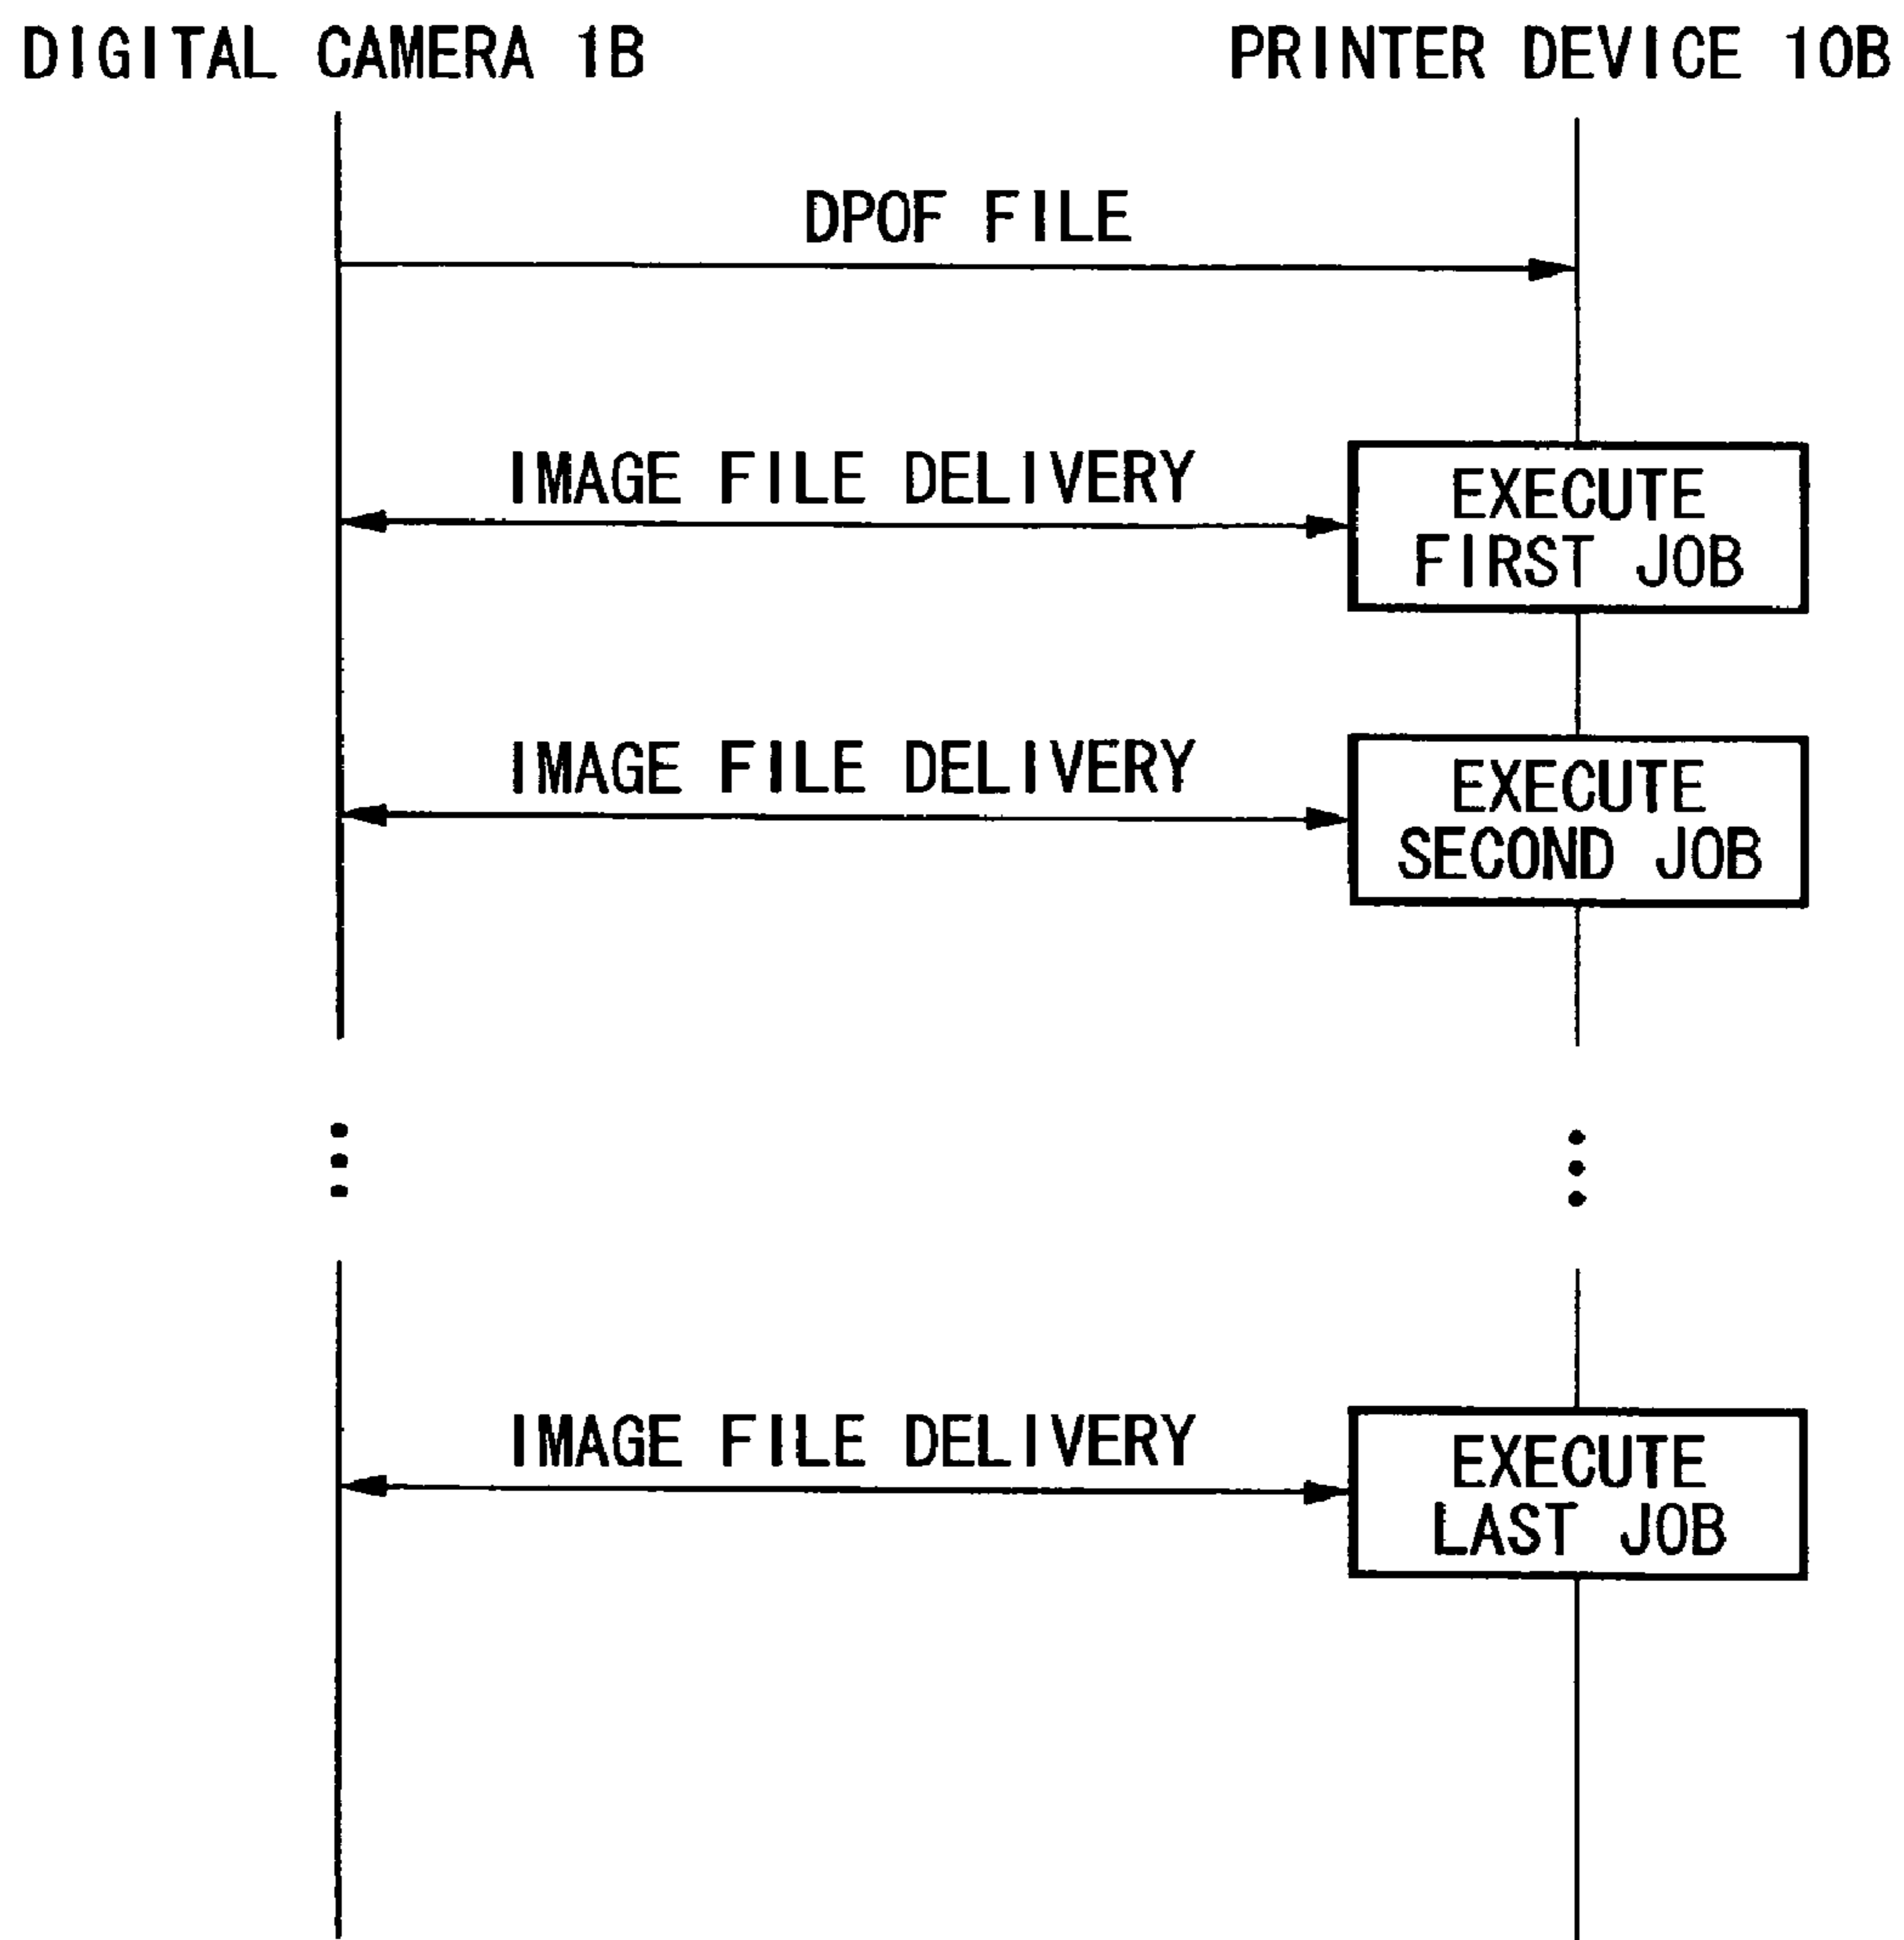 DIGITAL CAMERA 1B
PRINTER DEVICE 10B
DPOF FILE
IMAGE FILE DELIVERY
EXECUTE
FIRST JOB
IMAGE FILE DELIVERY
EXECUTE
SECOND JOB
IMAGE FILE DELIVERY
EXECUTE
LAST JOB